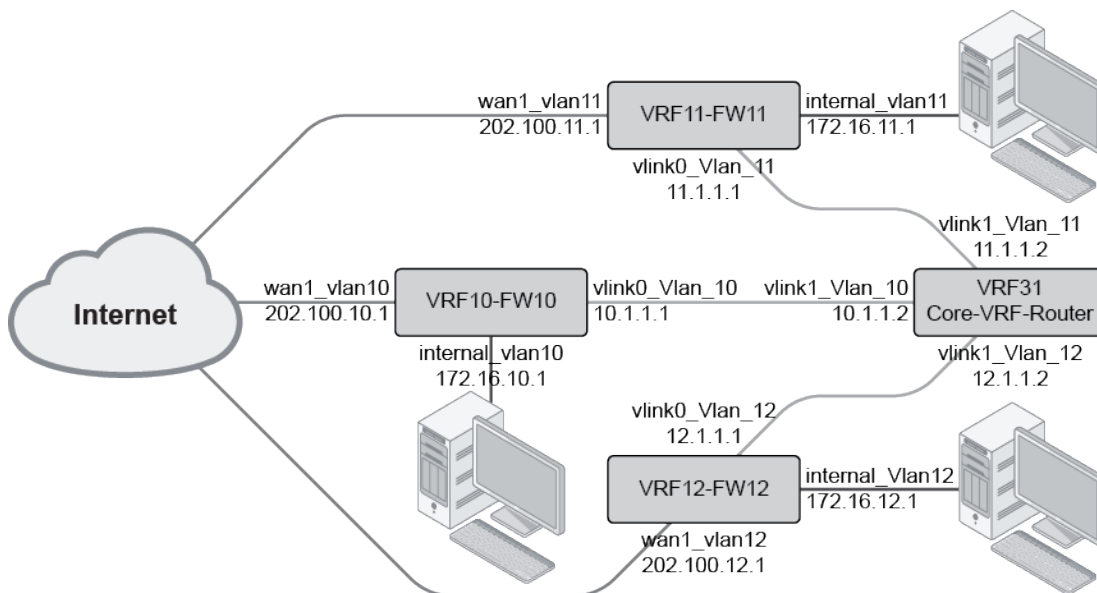 wan1_vlan11
202.100.11.1
VRF11-FW11
internal_vlan11
172.16.11.1
vlink0_Vlan_11
11.1.1.1
vlink1_Vlan_11
11.1.1.2
Internet
wan1_vlan10
202.100.10.1
VRF10-FW10
vlink0_Vlan_10
10.1.1.1
vlink1_Vlan_10
10.1.1.2
VRF31
Core-VRF-Router
internal_vlan10
172.16.10.1
vlink1_Vlan_12
12.1.1.2
vlink0_Vlan_12
12.1.1.1
VRF12-FW12
internal_Vlan12
172.16.12.1
wan1_vlan12
202.100.12.1